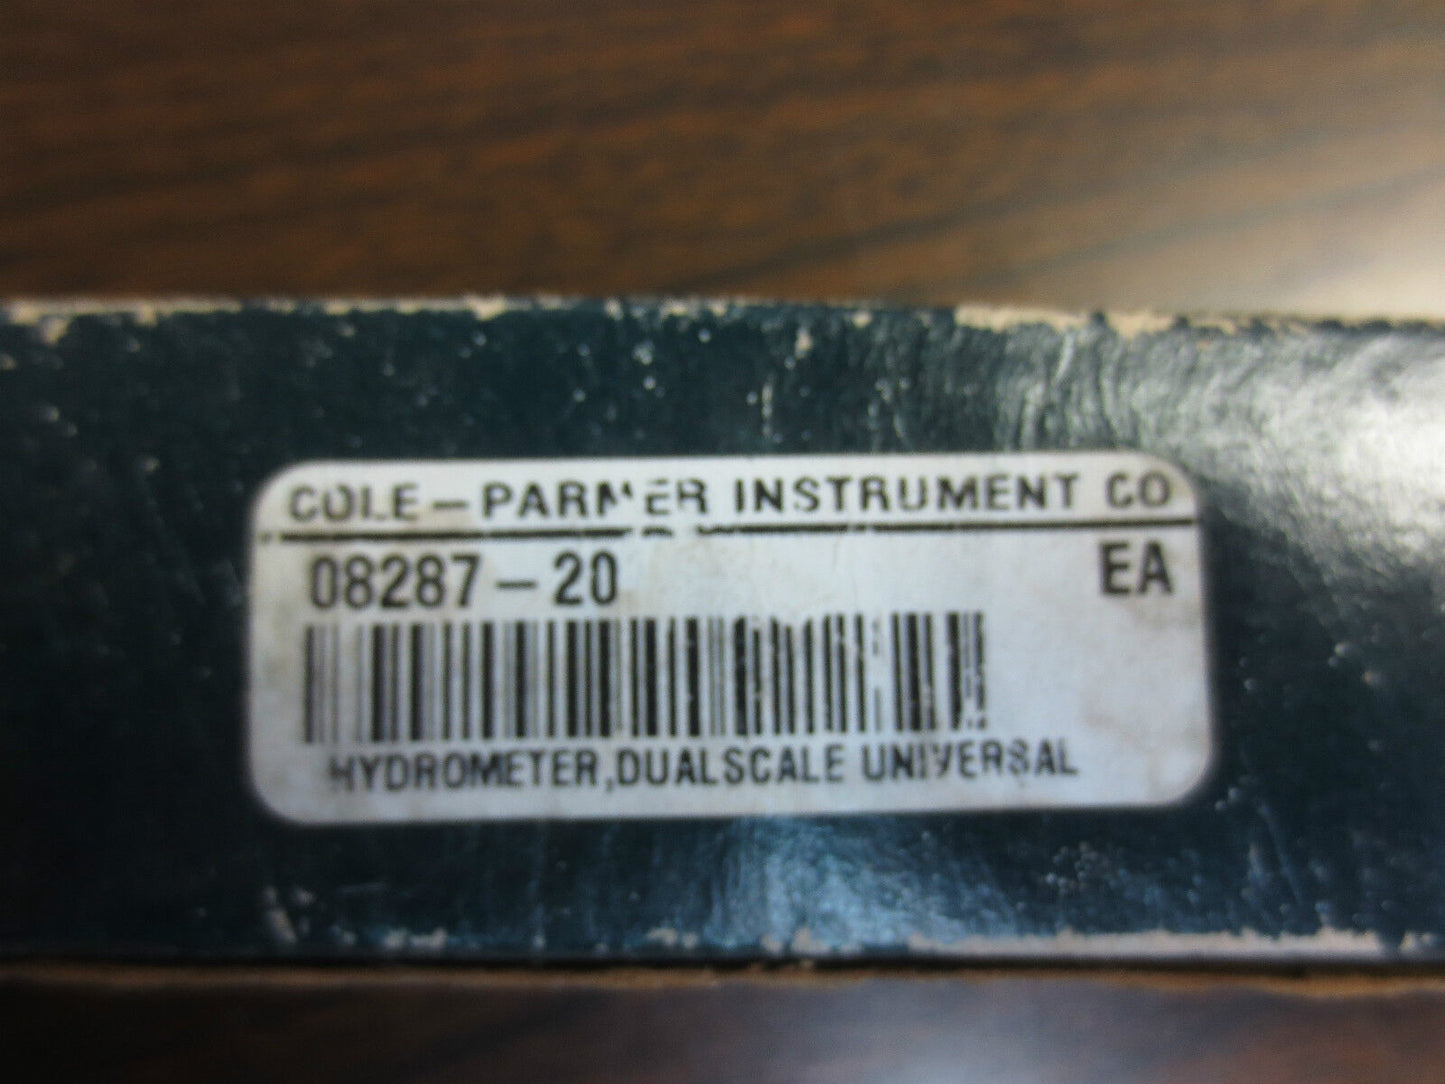 COLE-PARMER INSTRUMENT CO
08287-20 EA
HYDROMETER,DUALSCALE UNIVERSAL